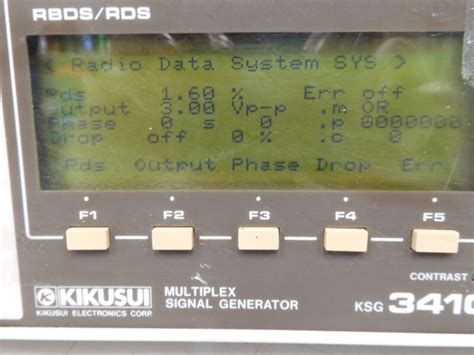 RBDS/RDS
< Radio Data System SYS >
Rds 1.60 % Err off
Output 3.00 Vp-p .m OR
Phase 0 s 0 .p 0000000
Drop off 0 % .c 0
Rds Output Phase Drop Err
F1 F2 F3 F4 F5
CONTRAST
KIKUSUI
KIKUSUI ELECTRONICS CORP.
MULTIPLEX
SIGNAL GENERATOR
KSG 3410